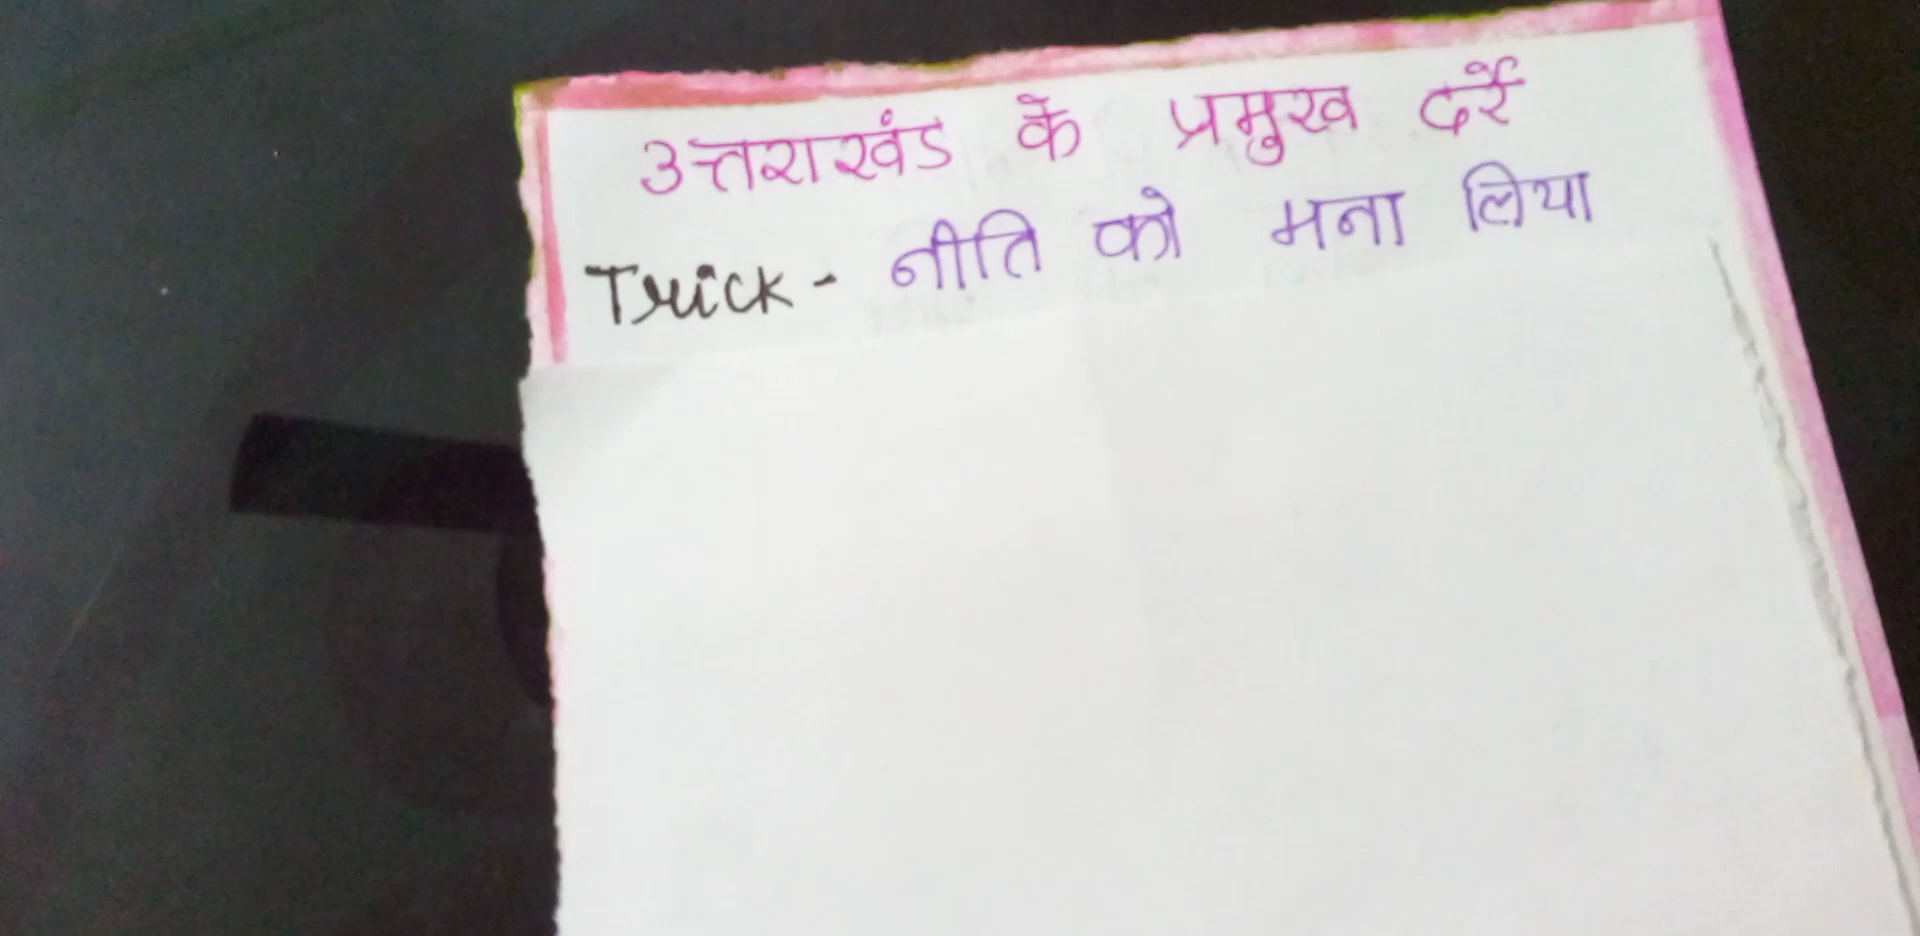 उत्तराखंड के प्रमुख दर्रे
Trick - नीति को मना लिया